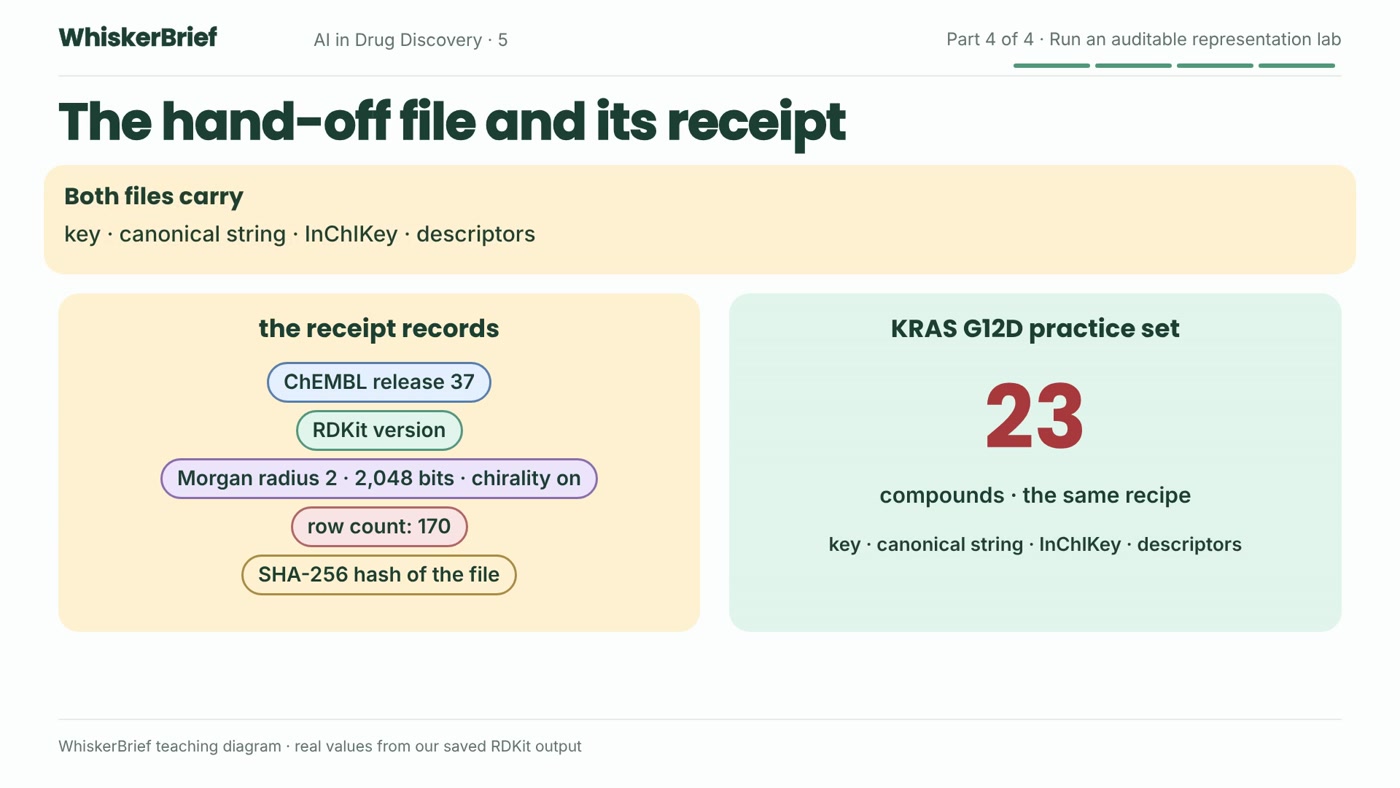 WhiskerBrief
AI in Drug Discovery · 5
Part 4 of 4 · Run an auditable representation lab
The hand-off file and its receipt
Both files carry
key · canonical string · InChIKey · descriptors
the receipt records
ChEMBL release 37
RDKit version
Morgan radius 2 · 2,048 bits · chirality on
row count: 170
SHA-256 hash of the file
KRAS G12D practice set
23
compounds · the same recipe
key · canonical string · InChIKey · descriptors
WhiskerBrief teaching diagram · real values from our saved RDKit output